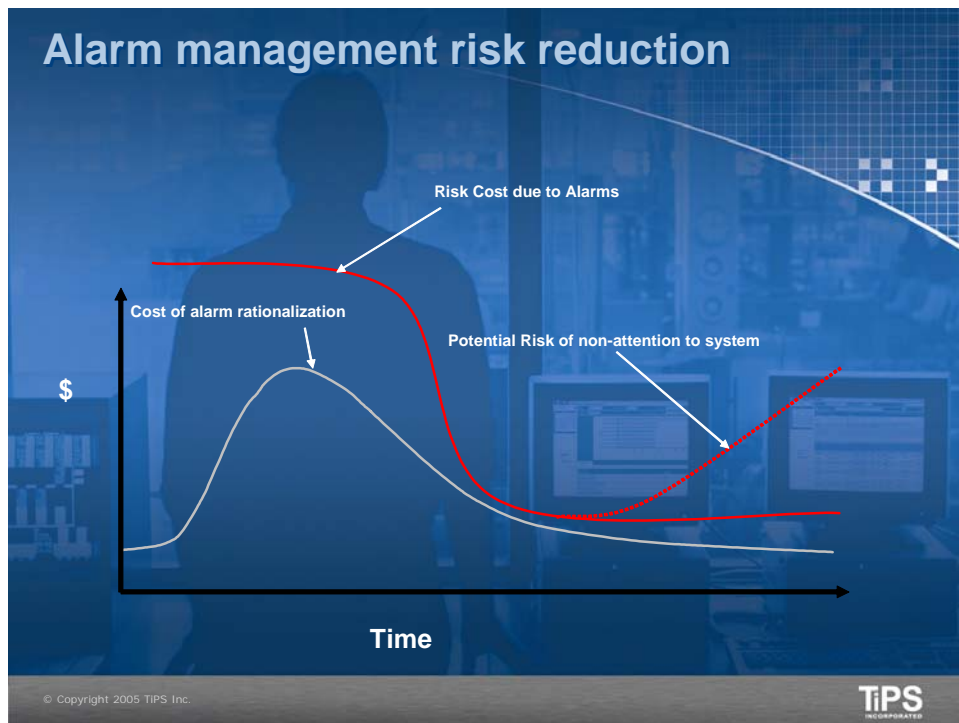 Alarm management risk reduction
Risk Cost due to Alarms
Cost of alarm rationalization
Potential Risk of non-attention to system
$
Time
© Copyright 2005 TiPS Inc.
TiPS
INCORPORATED